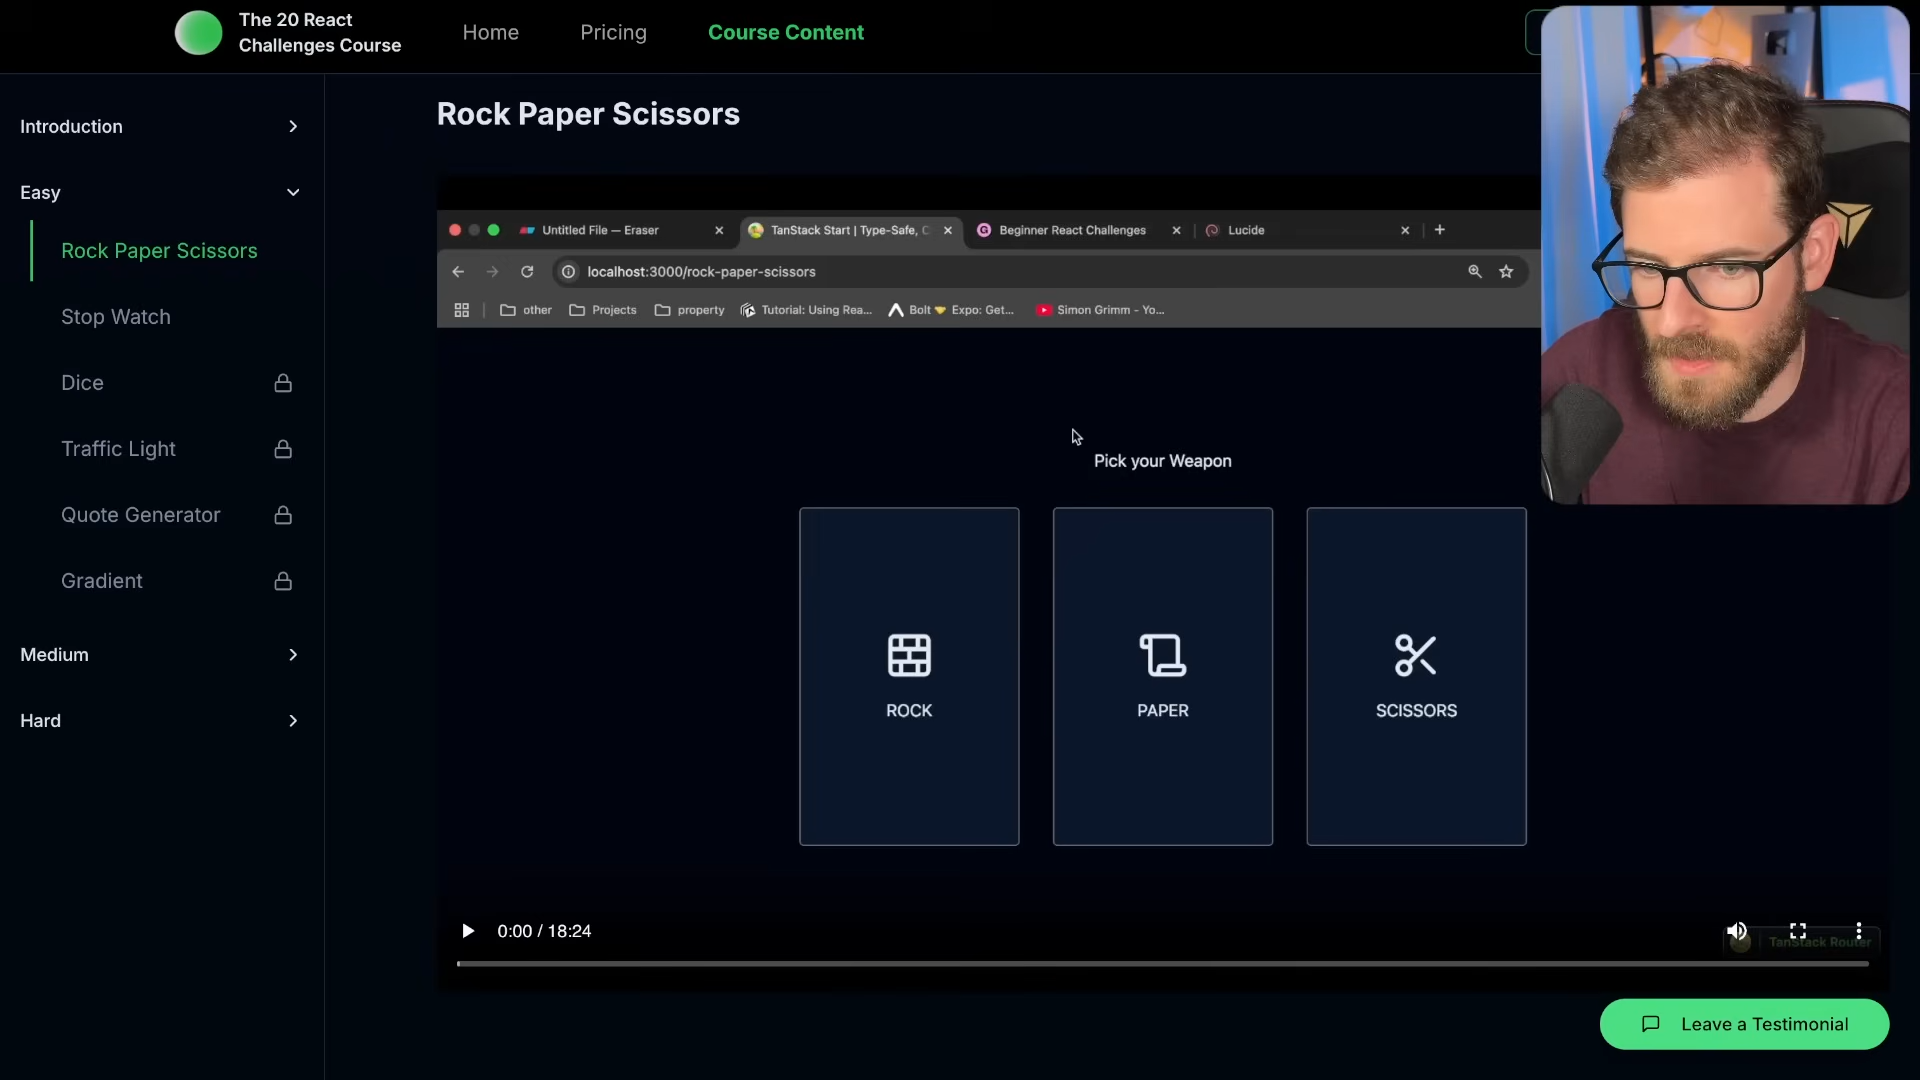 The 20 React
Challenges Course
Home
Pricing
Course Content
Introduction
Easy
Rock Paper Scissors
Stop Watch
Dice
Traffic Light
Quote Generator
Gradient
Medium
Hard
Rock Paper Scissors
Untitled File — Eraser
TanStack Start | Type-Safe, C
Beginner React Challenges
Lucide
localhost:3000/rock-paper-scissors
other
Projects
property
Tutorial: Using Rea...
Bolt 🤝 Expo: Get...
Simon Grimm - Yo...
Pick your Weapon
ROCK
PAPER
SCISSORS
0:00 / 18:24
TanStack Router
Leave a Testimonial